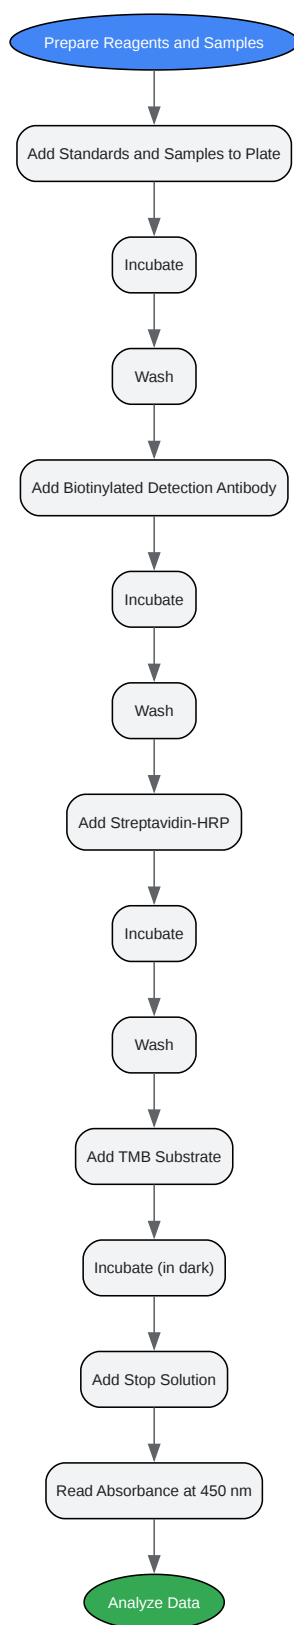 Prepare Reagents and Samples
Add Standards and Samples to Plate
Incubate
Wash
Add Biotinylated Detection Antibody
Incubate
Wash
Add Streptavidin-HRP
Incubate
Wash
Add TMB Substrate
Incubate (in dark)
Add Stop Solution
Read Absorbance at 450 nm
Analyze Data